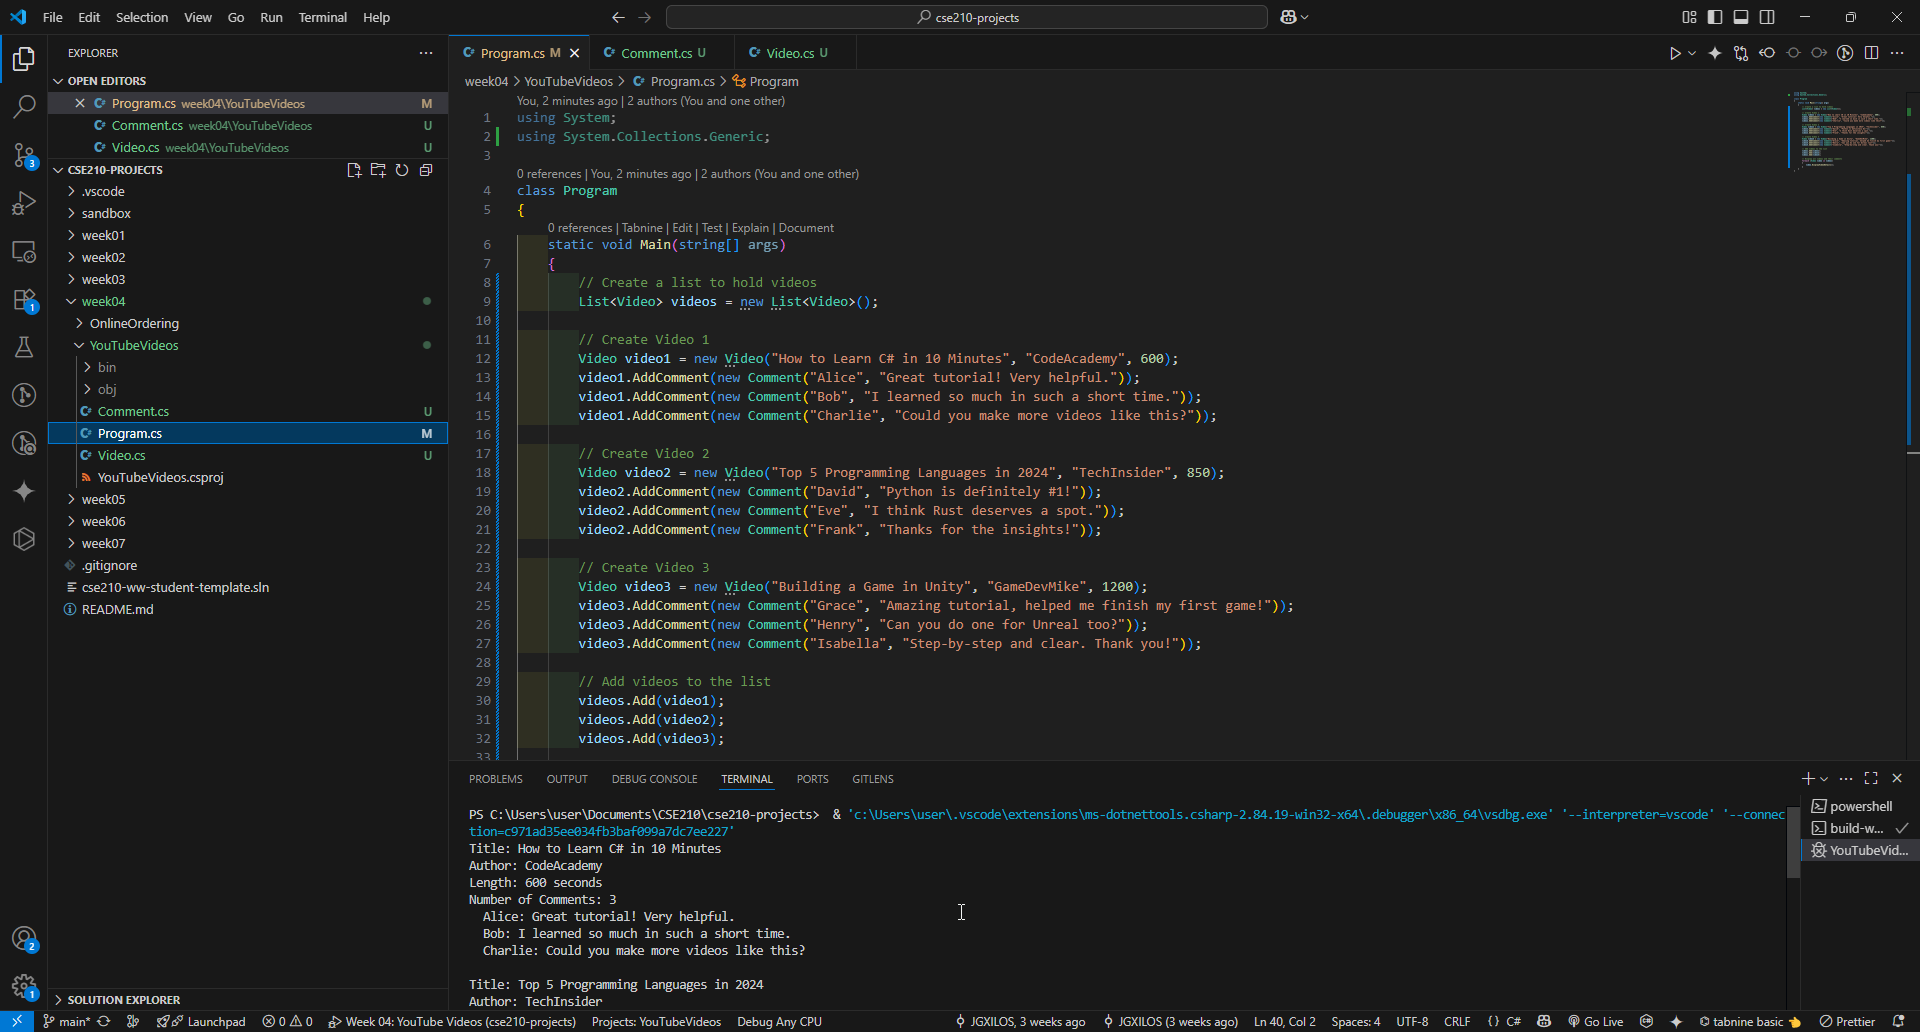 File Edit Selection View Go Run Terminal Help
cse210-projects
EXPLORER
OPEN EDITORS
Program.cs week04\YouTubeVideos M
Comment.cs week04\YouTubeVideos U
Video.cs week04\YouTubeVideos U
CSE210-PROJECTS
.vscode
sandbox
week01
week02
week03
week04
OnlineOrdering
YouTubeVideos
bin
obj
Comment.cs U
Program.cs M
Video.cs U
YouTubeVideos.csproj
week05
week06
week07
.gitignore
cse210-ww-student-template.sln
README.md
SOLUTION EXPLORER
3
1
2
1
Program.cs M Comment.cs U Video.cs U
week04 > YouTubeVideos > Program.cs > Program
You, 2 minutes ago | 2 authors (You and one other)
1 using System;
2 using System.Collections.Generic;
3
0 references | You, 2 minutes ago | 2 authors (You and one other)
4 class Program
5 {
0 references | Tabnine | Edit | Test | Explain | Document
6 static void Main(string[] args)
7 {
8 // Create a list to hold videos
9 List<Video> videos = new List<Video>();
10
11 // Create Video 1
12 Video video1 = new Video("How to Learn C# in 10 Minutes", "CodeAcademy", 600);
13 video1.AddComment(new Comment("Alice", "Great tutorial! Very helpful."));
14 video1.AddComment(new Comment("Bob", "I learned so much in such a short time."));
15 video1.AddComment(new Comment("Charlie", "Could you make more videos like this?"));
16
17 // Create Video 2
18 Video video2 = new Video("Top 5 Programming Languages in 2024", "TechInsider", 850);
19 video2.AddComment(new Comment("David", "Python is definitely #1!"));
20 video2.AddComment(new Comment("Eve", "I think Rust deserves a spot."));
21 video2.AddComment(new Comment("Frank", "Thanks for the insights!"));
22
23 // Create Video 3
24 Video video3 = new Video("Building a Game in Unity", "GameDevMike", 1200);
25 video3.AddComment(new Comment("Grace", "Amazing tutorial, helped me finish my first game!"));
26 video3.AddComment(new Comment("Henry", "Can you do one for Unreal too?"));
27 video3.AddComment(new Comment("Isabella", "Step-by-step and clear. Thank you!"));
28
29 // Add videos to the list
30 videos.Add(video1);
31 videos.Add(video2);
32 videos.Add(video3);
33
PROBLEMS OUTPUT DEBUG CONSOLE TERMINAL PORTS GITLENS
PS C:\Users\user\Documents\CSE210\cse210-projects> & 'c:\Users\user\.vscode\extensions\ms-dotnettools.csharp-2.84.19-win32-x64\.debugger\x86_64\vsdbg.exe' '--interpreter=vscode' '--connec
tion=c971ad35ee034fb3baf099a7dc7ee227'
Title: How to Learn C# in 10 Minutes
Author: CodeAcademy
Length: 600 seconds
Number of Comments: 3
Alice: Great tutorial! Very helpful.
Bob: I learned so much in such a short time.
Charlie: Could you make more videos like this?
Title: Top 5 Programming Languages in 2024
Author: TechInsider
powershell
build-w...
YouTubeVid...
main* Launchpad 0 0 Week 04: YouTube Videos (cse210-projects) Projects: YouTubeVideos Debug Any CPU JGXILOS, 3 weeks ago JGXILOS (3 weeks ago) Ln 40, Col 2 Spaces: 4 UTF-8 CRLF {} C# Go Live tabnine basic Prettier